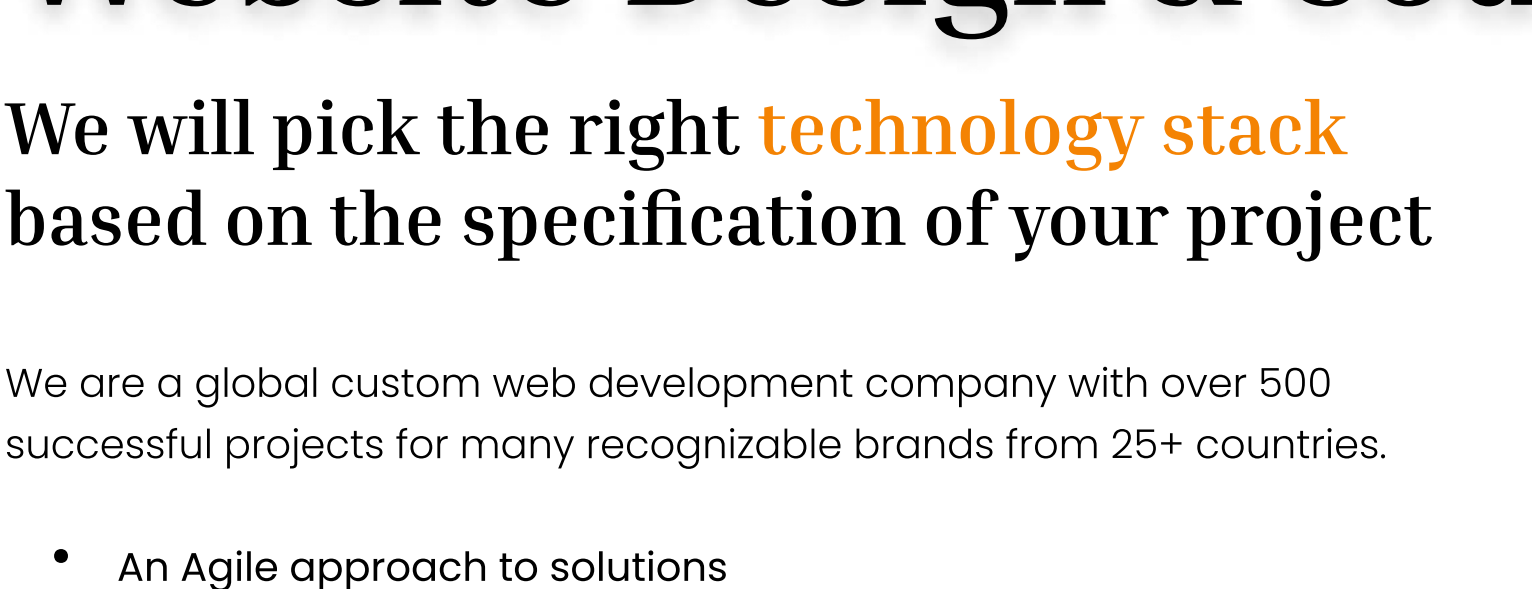 Website Design &
We will pick the right technology stack
based on the specification of your project
We are a global custom web development company with over 500
successful projects for many recognizable brands from 25+ countries.
• An Agile approach to solutions